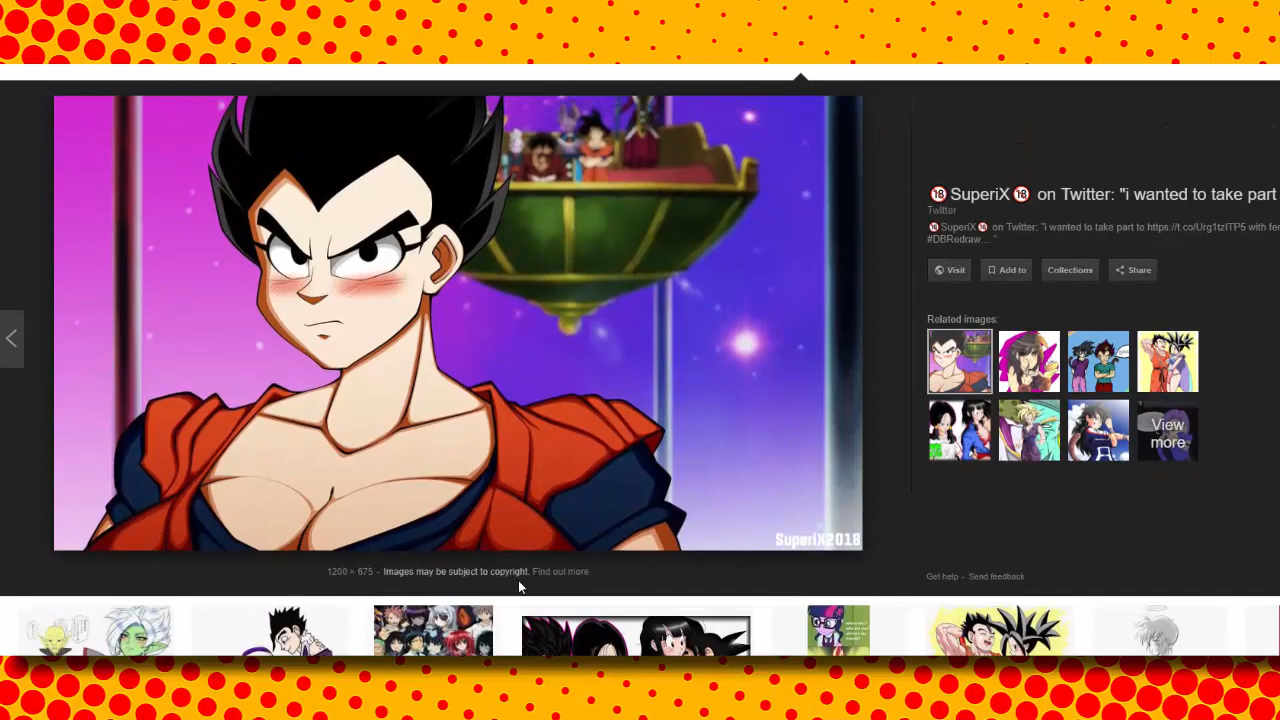 🔞SuperiX🔞 on Twitter: "i wanted to take part
Twitter
🔞SuperiX🔞 on Twitter: "i wanted to take part to https://t.co/Urg1tzITP5 with fe
#DBRedraw… "
Visit
Add to
Collections
Share
Related images:
View
more
SuperiX2018
1200 × 675 - Images may be subject to copyright. Find out more
Get help - Send feedback